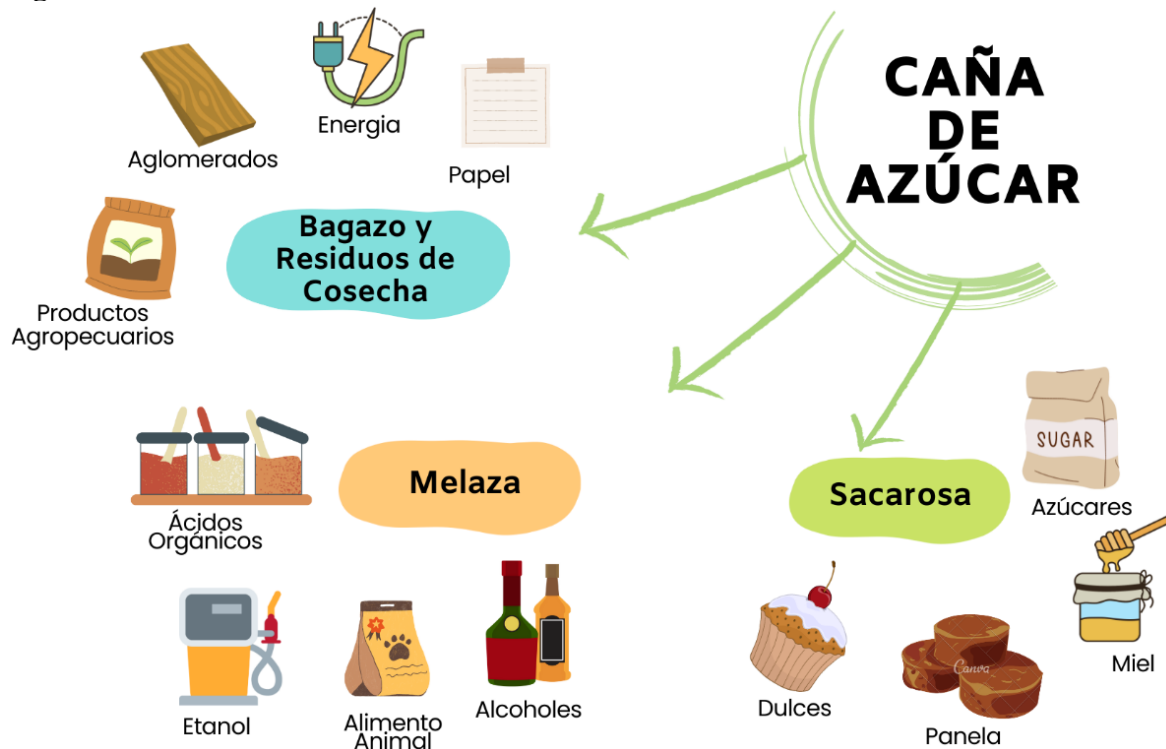 CAÑA
DE
AZÚCAR
Energia
Aglomerados
Papel
Bagazo y
Residuos de
Cosecha
Productos
Agropecuarios
Melaza
Ácidos
Orgánicos
Etanol
Alimento
Animal
Alcoholes
Sacarosa
SUGAR
Azúcares
Miel
Dulces
Canva
Panela